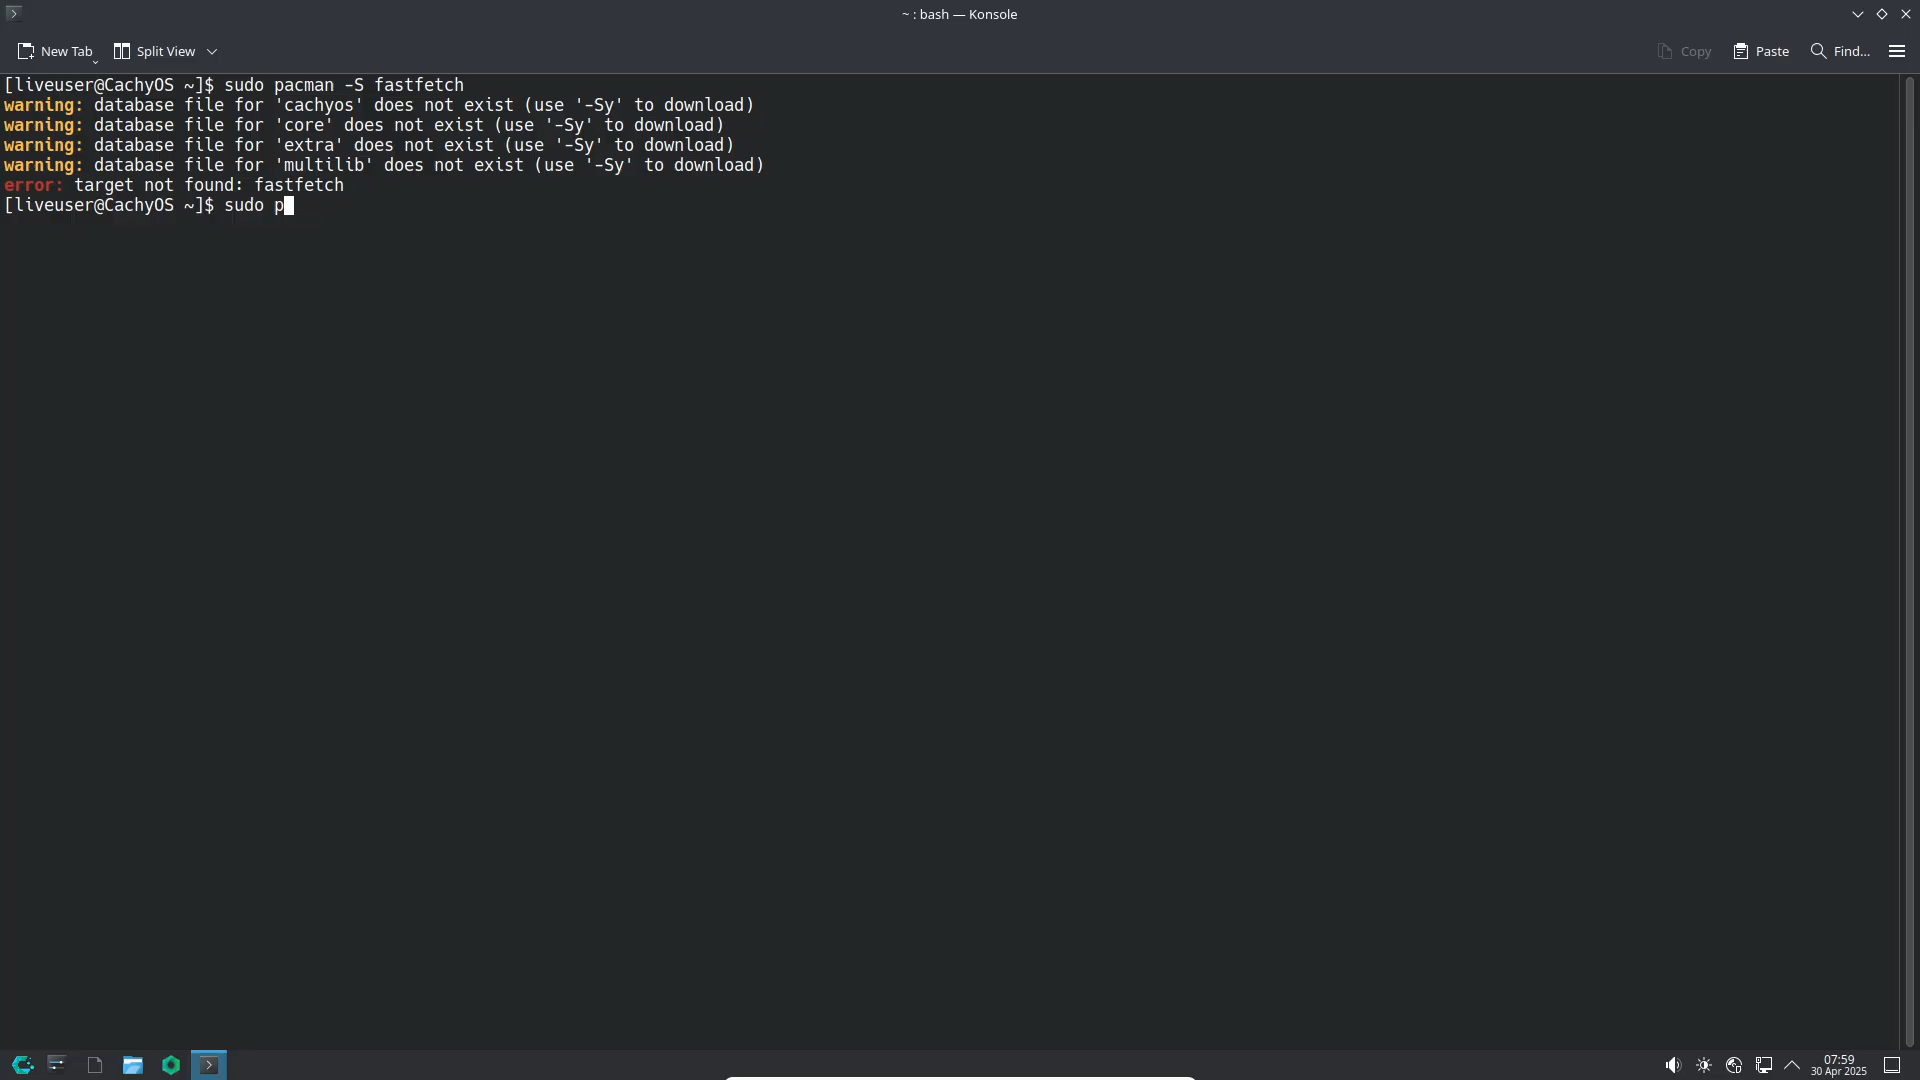 ~ : bash — Konsole
New Tab
Split View
Copy
Paste
Find...
[liveuser@CachyOS ~]$ sudo pacman -S fastfetch
warning: database file for 'cachyos' does not exist (use '-Sy' to download)
warning: database file for 'core' does not exist (use '-Sy' to download)
warning: database file for 'extra' does not exist (use '-Sy' to download)
warning: database file for 'multilib' does not exist (use '-Sy' to download)
error: target not found: fastfetch
[liveuser@CachyOS ~]$ sudo p
07:59
30 Apr 2025